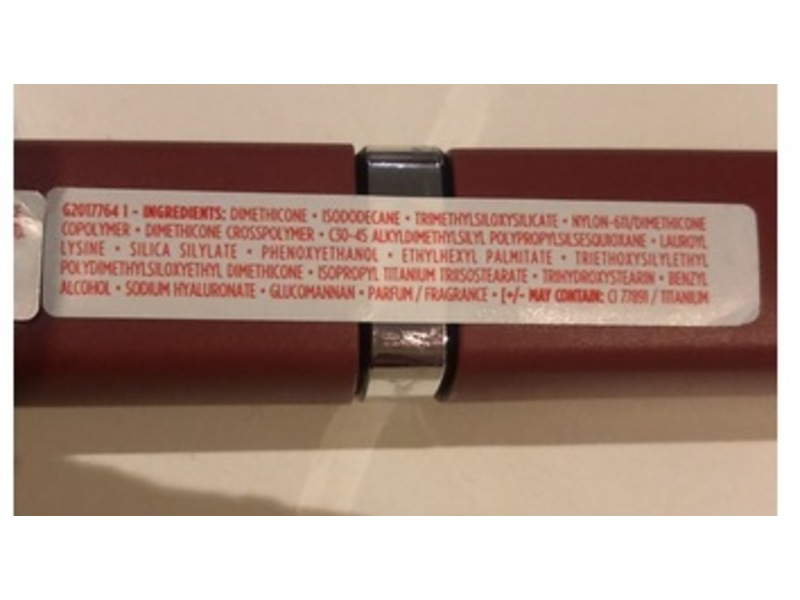 G2017764 1 - INGREDIENTS: DIMETHICONE • ISODODECANE • TRIMETHYLSILOXYSILICATE • NYLON-611/DIMETHICONE
COPOLYMER • DIMETHICONE CROSSPOLYMER • C30-45 ALKYLDIMETHYLSILYL POLYPROPYLSILSESQUIOXANE • LAUROYL
LYSINE • SILICA SILYLATE • PHENOXYETHANOL • ETHYLHEXYL PALMITATE • TRIETHOXYSILYLETHYL
POLYDIMETHYLSILOXYETHYL DIMETHICONE • ISOPROPYL TITANIUM TRIISOSTEARATE • TRIHYDROXYSTEARIN • BENZYL
ALCOHOL • SODIUM HYALURONATE • GLUCOMANNAN • PARFUM / FRAGRANCE • [+/- MAY CONTAIN: CI 77891 / TITANIUM